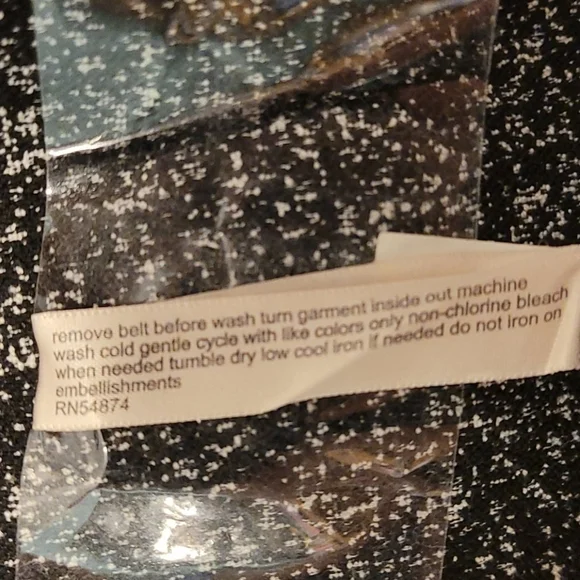 remove belt before wash turn garment inside out machine
wash cold gentle cycle with like colors only non-chlorine bleach
when needed tumble dry low cool iron if needed do not iron on
embellishments
RN54874